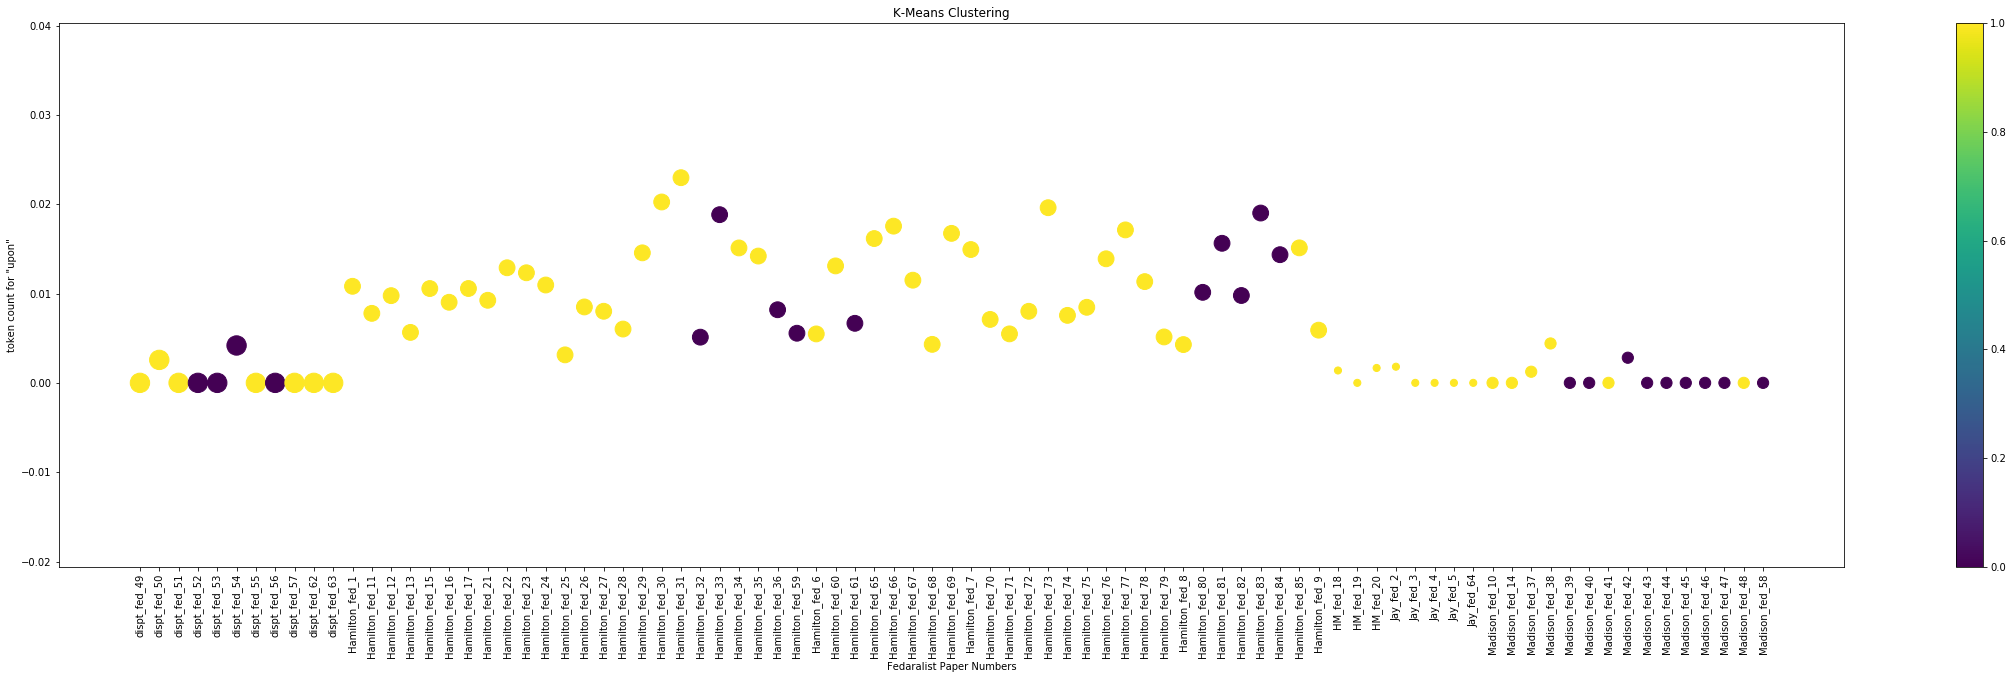 K-Means Clustering
0.04
0.03
0.02
0.01
0.00
−0.01
−0.02
token count for "upon"
dispt_fed_49
dispt_fed_50
dispt_fed_51
dispt_fed_52
dispt_fed_53
dispt_fed_54
dispt_fed_55
dispt_fed_56
dispt_fed_57
dispt_fed_62
dispt_fed_63
Hamilton_fed_1
Hamilton_fed_11
Hamilton_fed_12
Hamilton_fed_13
Hamilton_fed_15
Hamilton_fed_16
Hamilton_fed_17
Hamilton_fed_21
Hamilton_fed_22
Hamilton_fed_23
Hamilton_fed_24
Hamilton_fed_25
Hamilton_fed_26
Hamilton_fed_27
Hamilton_fed_28
Hamilton_fed_29
Hamilton_fed_30
Hamilton_fed_31
Hamilton_fed_32
Hamilton_fed_33
Hamilton_fed_34
Hamilton_fed_35
Hamilton_fed_36
Hamilton_fed_59
Hamilton_fed_6
Hamilton_fed_60
Hamilton_fed_61
Hamilton_fed_65
Hamilton_fed_66
Hamilton_fed_67
Hamilton_fed_68
Hamilton_fed_69
Hamilton_fed_7
Hamilton_fed_70
Hamilton_fed_71
Hamilton_fed_72
Hamilton_fed_73
Hamilton_fed_74
Hamilton_fed_75
Hamilton_fed_76
Hamilton_fed_77
Hamilton_fed_78
Hamilton_fed_79
Hamilton_fed_8
Hamilton_fed_80
Hamilton_fed_81
Hamilton_fed_82
Hamilton_fed_83
Hamilton_fed_84
Hamilton_fed_85
Hamilton_fed_9
HM_fed_18
HM_fed_19
HM_fed_20
Jay_fed_2
Jay_fed_3
Jay_fed_4
Jay_fed_5
Jay_fed_64
Madison_fed_10
Madison_fed_14
Madison_fed_37
Madison_fed_38
Madison_fed_39
Madison_fed_40
Madison_fed_41
Madison_fed_42
Madison_fed_43
Madison_fed_44
Madison_fed_45
Madison_fed_46
Madison_fed_47
Madison_fed_48
Madison_fed_58
Fedaralist Paper Numbers
1.0
0.8
0.6
0.4
0.2
0.0